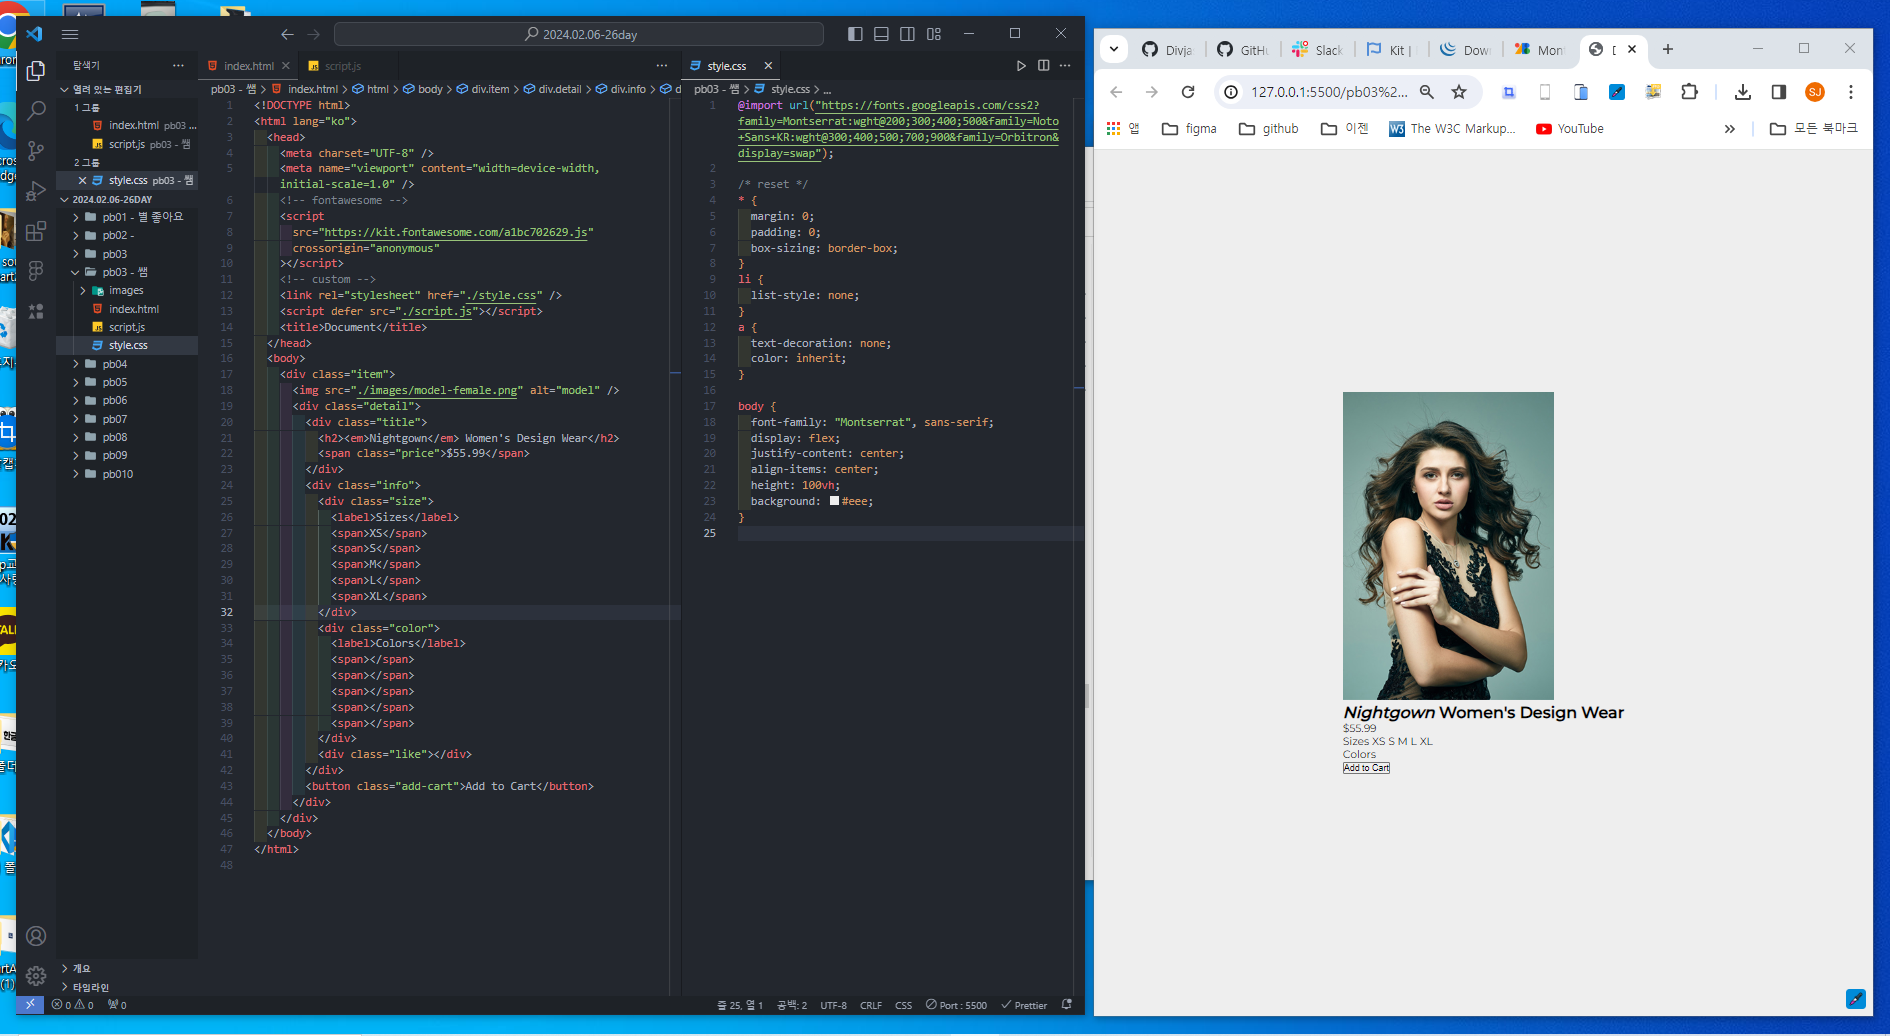 2024.02.06-26day
탐색기
열려 있는 편집기
1 그룹
index.html pb03 ...
script.js pb03 - 쌤
2 그룹
style.css pb03 - 쌤
2024.02.06-26DAY
pb01 - 별 좋아요
pb02 -
pb03
pb03 - 쌤
images
index.html
script.js
style.css
pb04
pb05
pb06
pb07
pb08
pb09
pb010
개요
타임라인
index.html
script.js
pb03 - 쌤 > index.html > html > body > div.item > div.detail > div.info > d
1 <!DOCTYPE html>
2 <html lang="ko">
3 <head>
4 <meta charset="UTF-8" />
5 <meta name="viewport" content="width=device-width,
initial-scale=1.0" />
6 <!-- fontawesome -->
7 <script
8 src="https://kit.fontawesome.com/a1bc702629.js"
9 crossorigin="anonymous"
10 ></script>
11 <!-- custom -->
12 <link rel="stylesheet" href="./style.css" />
13 <script defer src="./script.js"></script>
14 <title>Document</title>
15 </head>
16 <body>
17 <div class="item">
18 <img src="./images/model-female.png" alt="model" />
19 <div class="detail">
20 <div class="title">
21 <h2><em>Nightgown</em> Women's Design Wear</h2>
22 <span class="price">$55.99</span>
23 </div>
24 <div class="info">
25 <div class="size">
26 <label>Sizes</label>
27 <span>XS</span>
28 <span>S</span>
29 <span>M</span>
30 <span>L</span>
31 <span>XL</span>
32 </div>
33 <div class="color">
34 <label>Colors</label>
35 <span></span>
36 <span></span>
37 <span></span>
38 <span></span>
39 <span></span>
40 </div>
41 <div class="like"></div>
42 </div>
43 <button class="add-cart">Add to Cart</button>
44 </div>
45 </div>
46 </body>
47 </html>
48
style.css
pb03 - 쌤 > style.css > ...
1 @import url("https://fonts.googleapis.com/css2?
family=Montserrat:wght@200;300;400;500&family=Noto
+Sans+KR:wght@300;400;500;700;900&family=Orbitron&
display=swap");
2
3 /* reset */
4 * {
5 margin: 0;
6 padding: 0;
7 box-sizing: border-box;
8 }
9 li {
10 list-style: none;
11 }
12 a {
13 text-decoration: none;
14 color: inherit;
15 }
16
17 body {
18 font-family: "Montserrat", sans-serif;
19 display: flex;
20 justify-content: center;
21 align-items: center;
22 height: 100vh;
23 background: #eee;
24 }
25
0 0 0
줄 25, 열 1 공백: 2 UTF-8 CRLF CSS Port : 5500 Prettier
Divja GitHu Slack Kit | Dow Mon D
127.0.0.1:5500/pb03%2...
SJ
앱 figma github 이젠 The W3C Markup... YouTube 모든 북마크
Nightgown Women's Design Wear
$55.99
Sizes XS S M L XL
Colors
Add to Cart